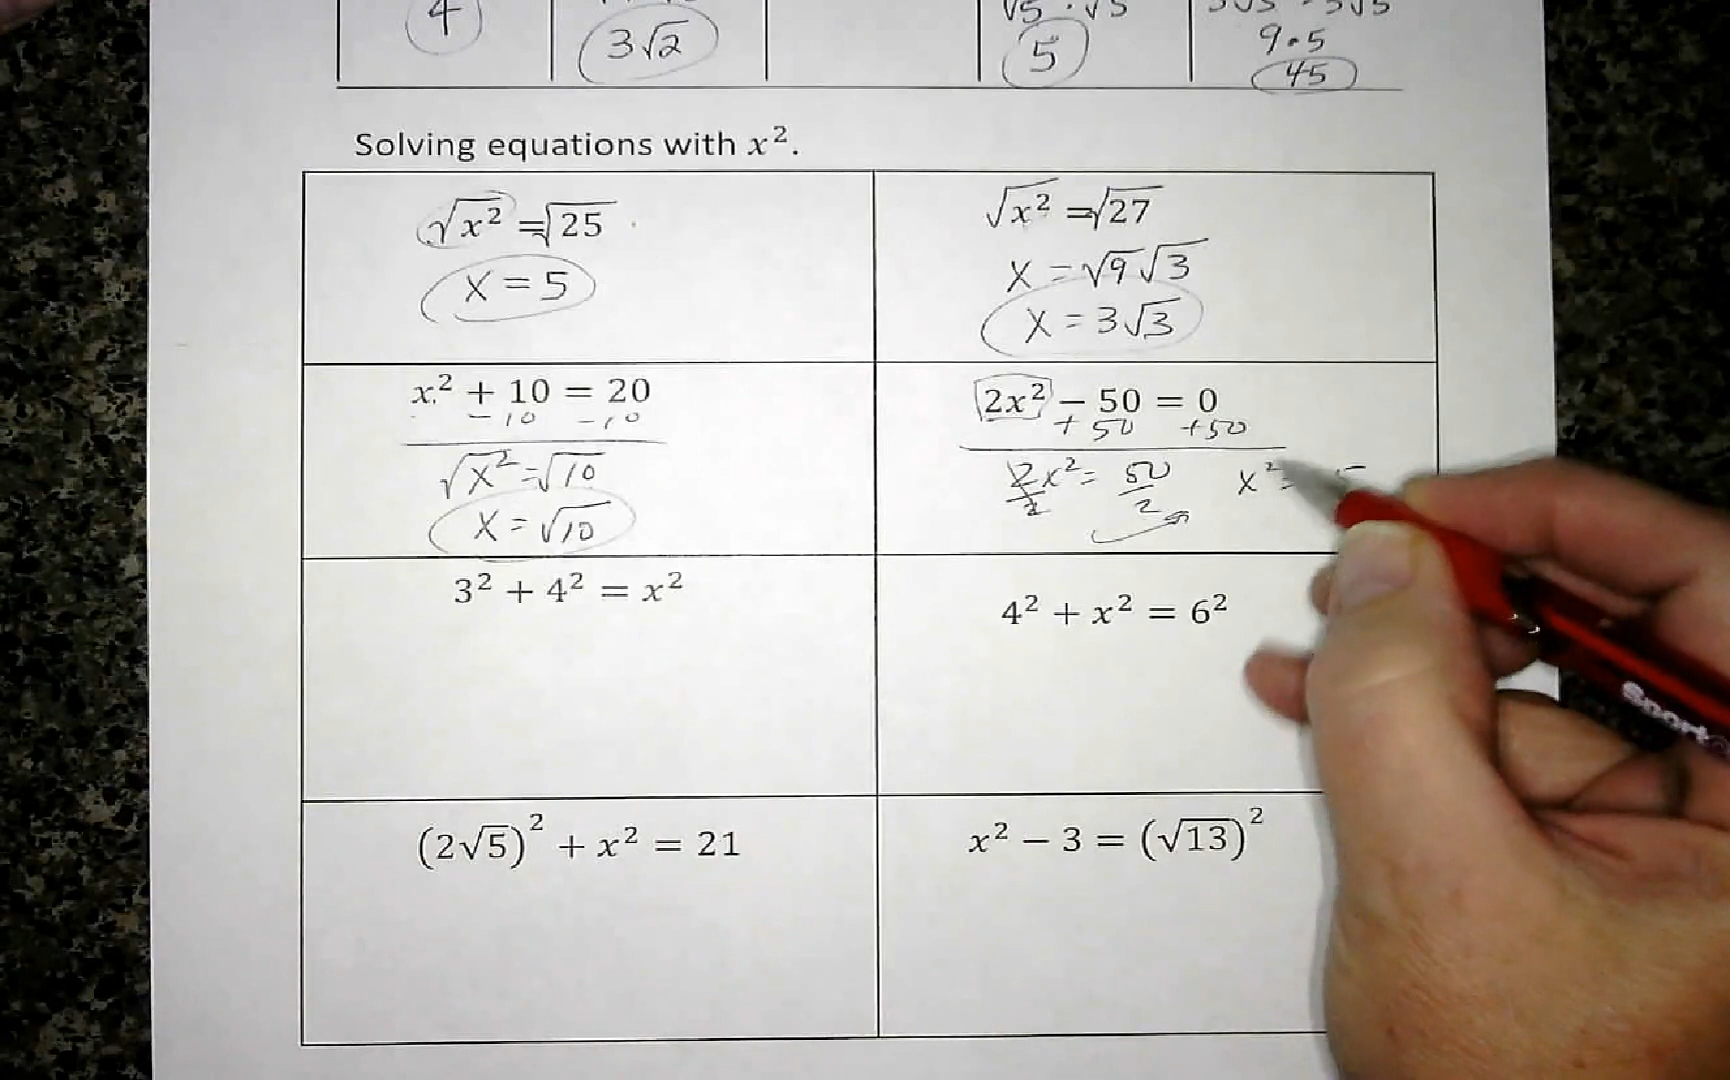 4
3√2
√5 · √5
5
9·5
45
Solving equations with x².
√x² = √25
x = 5
√x² = √27
x = √9 √3
x = 3√3
x² + 10 = 20
-10 -10
√x² = √10
x = √10
2x² − 50 = 0
+ 50 +50
2x² = 50 x² =
2 2
3² + 4² = x²
4² + x² = 6²
(2√5)² + x² = 21
x² − 3 = (√13)²